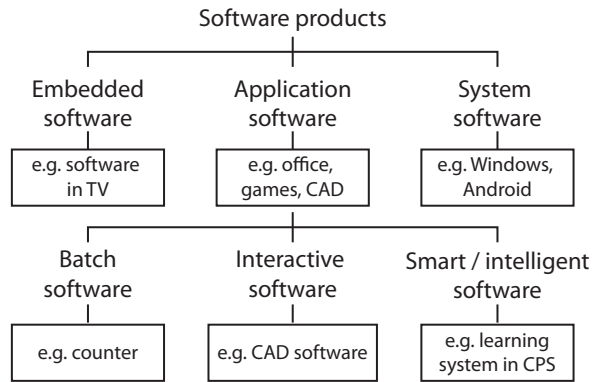 Software products
Embedded
software
Application
software
System
software
e.g. software
in TV
e.g. office,
games, CAD
e.g. Windows,
Android
Batch
software
Interactive
software
Smart / intelligent
software
e.g. counter
e.g. CAD software
e.g. learning
system in CPS